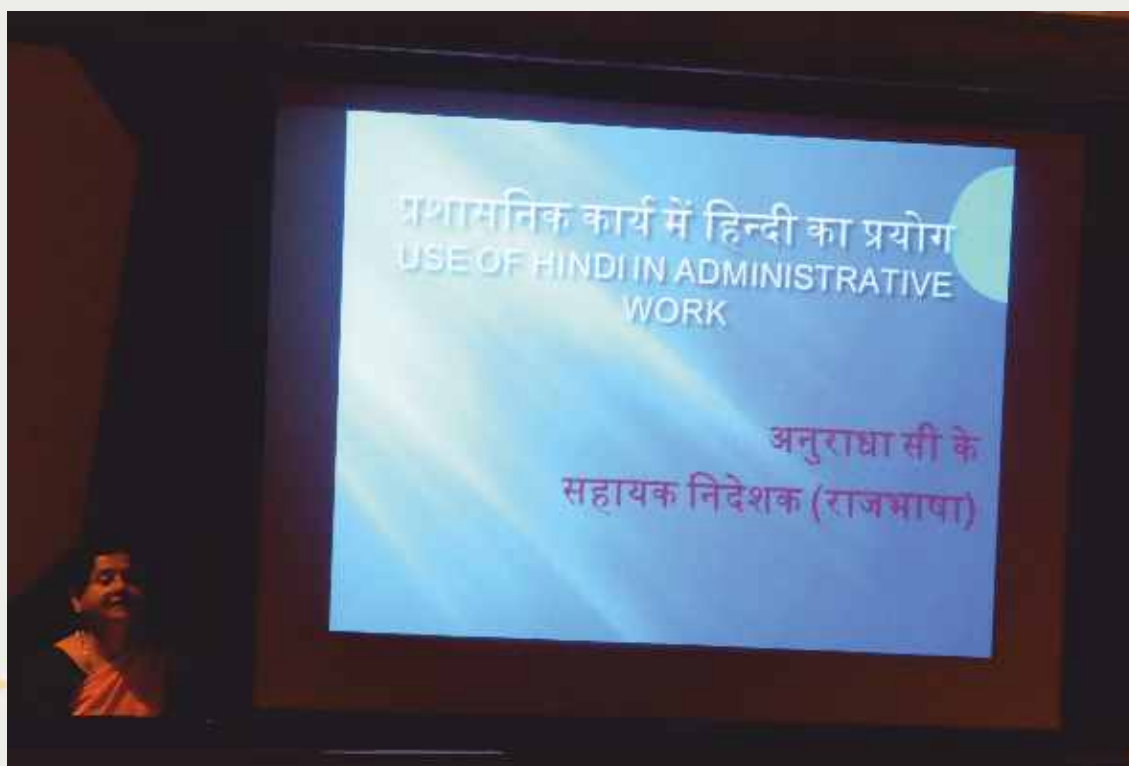 प्रशासनिक कार्य में हिन्दी का प्रयोग
USE OF HINDI IN ADMINISTRATIVE
WORK
अनुराधा सी के
सहायक निदेशक (राजभाषा)